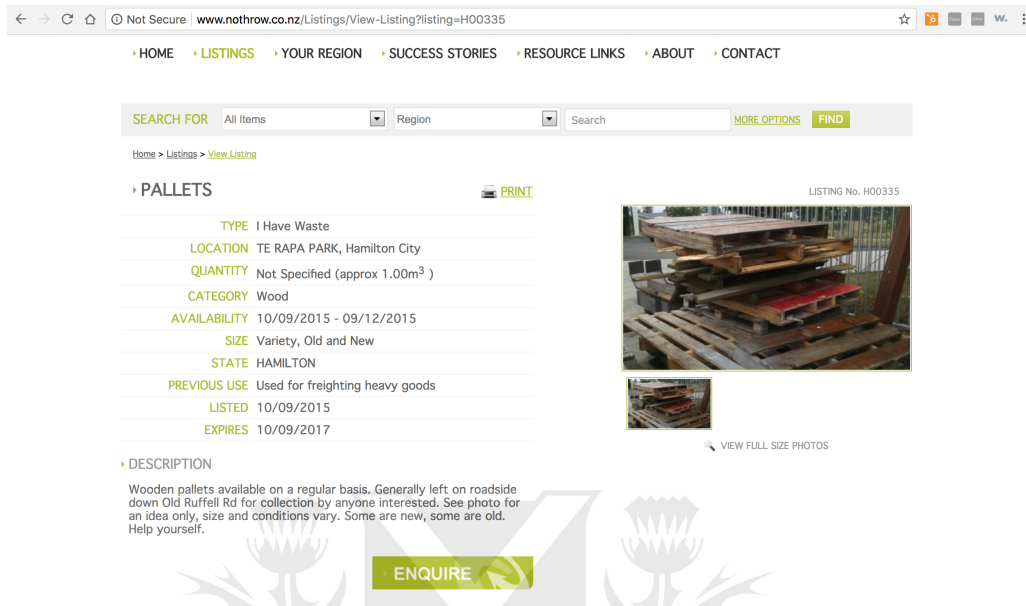 Not Secure www.nothrow.co.nz/Listings/View-Listing?listing=H00335
HOME LISTINGS YOUR REGION SUCCESS STORIES RESOURCE LINKS ABOUT CONTACT
SEARCH FOR All Items Region Search MORE OPTIONS FIND
Home > Listings > View Listing
PALLETS PRINT
LISTING No. H00335
TYPE I Have Waste
LOCATION TE RAPA PARK, Hamilton City
QUANTITY Not Specified (approx 1.00m³ )
CATEGORY Wood
AVAILABILITY 10/09/2015 - 09/12/2015
SIZE Variety, Old and New
STATE HAMILTON
PREVIOUS USE Used for freighting heavy goods
LISTED 10/09/2015
EXPIRES 10/09/2017
VIEW FULL SIZE PHOTOS
DESCRIPTION
Wooden pallets available on a regular basis. Generally left on roadside
down Old Ruffell Rd for collection by anyone interested. See photo for
an idea only, size and conditions vary. Some are new, some are old.
Help yourself.
ENQUIRE